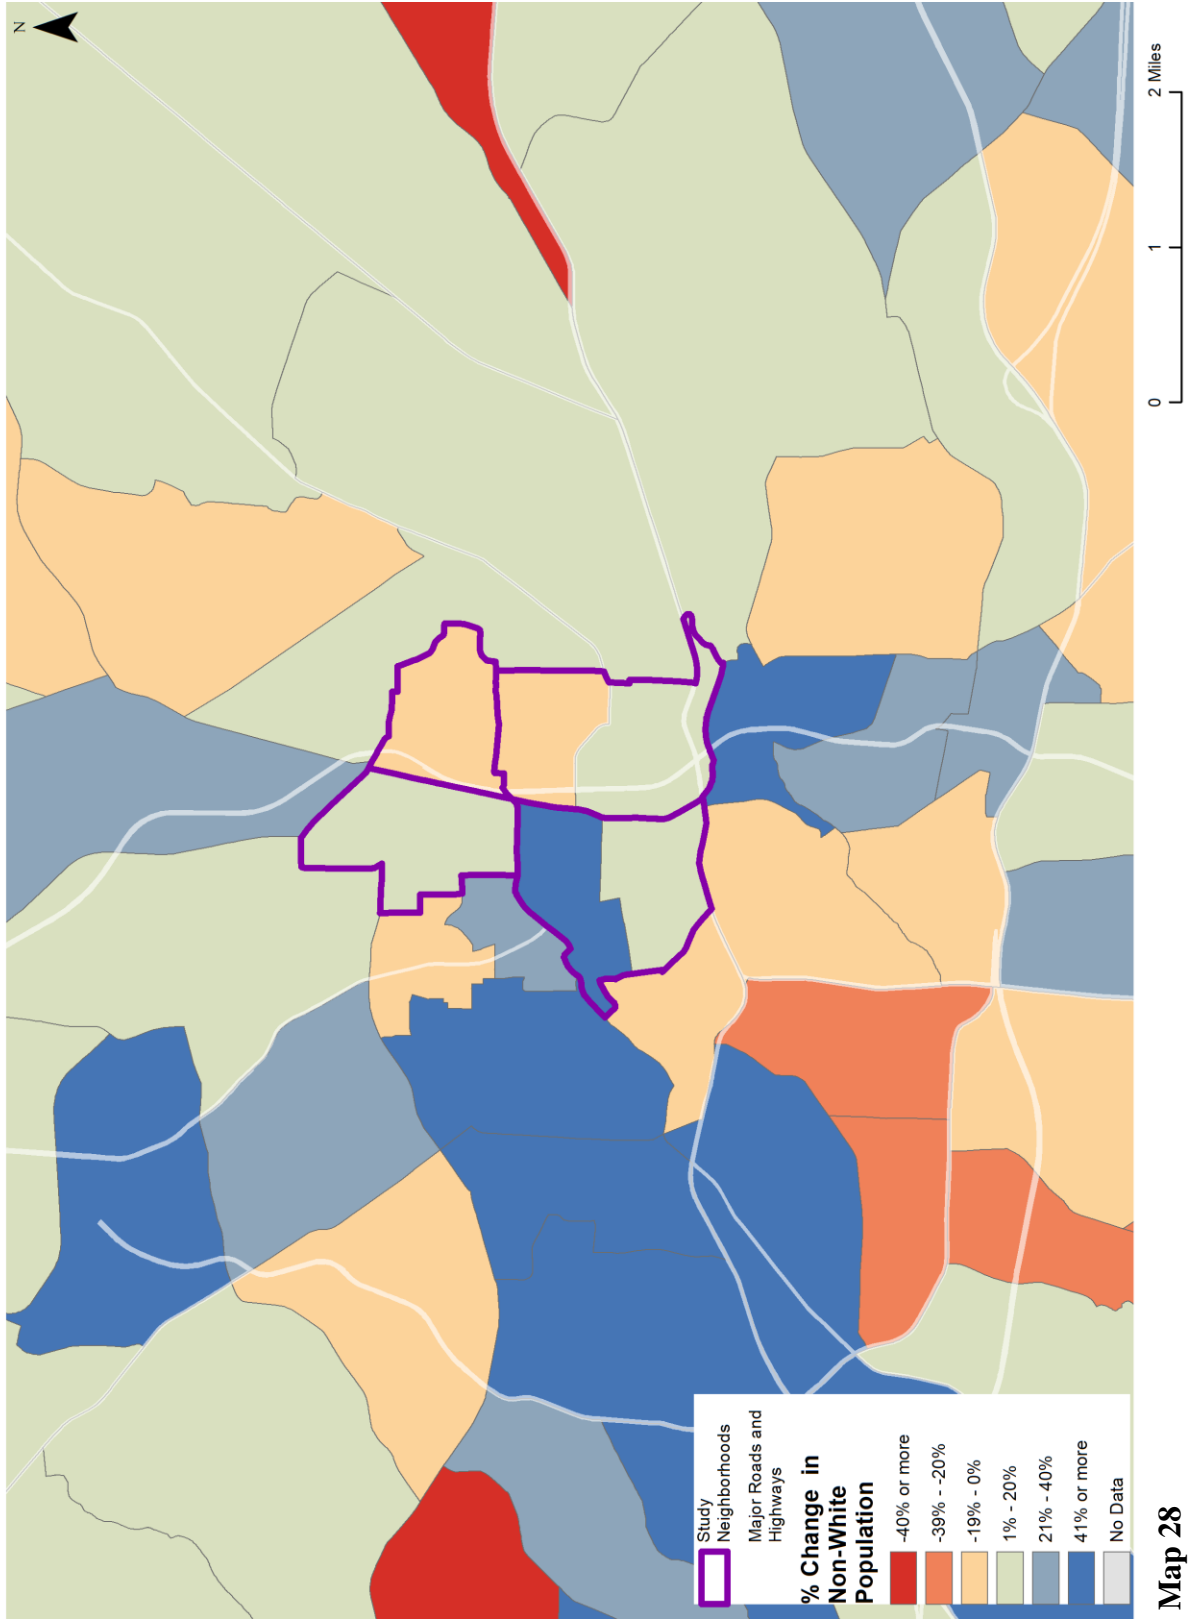 N
Study
Neighborhoods
Major Roads and
Highways
% Change in
Non-White
Population
-40% or more
-39% - -20%
-19% - 0%
1% - 20%
21% - 40%
41% or more
No Data
0 1 2 Miles
Map 28